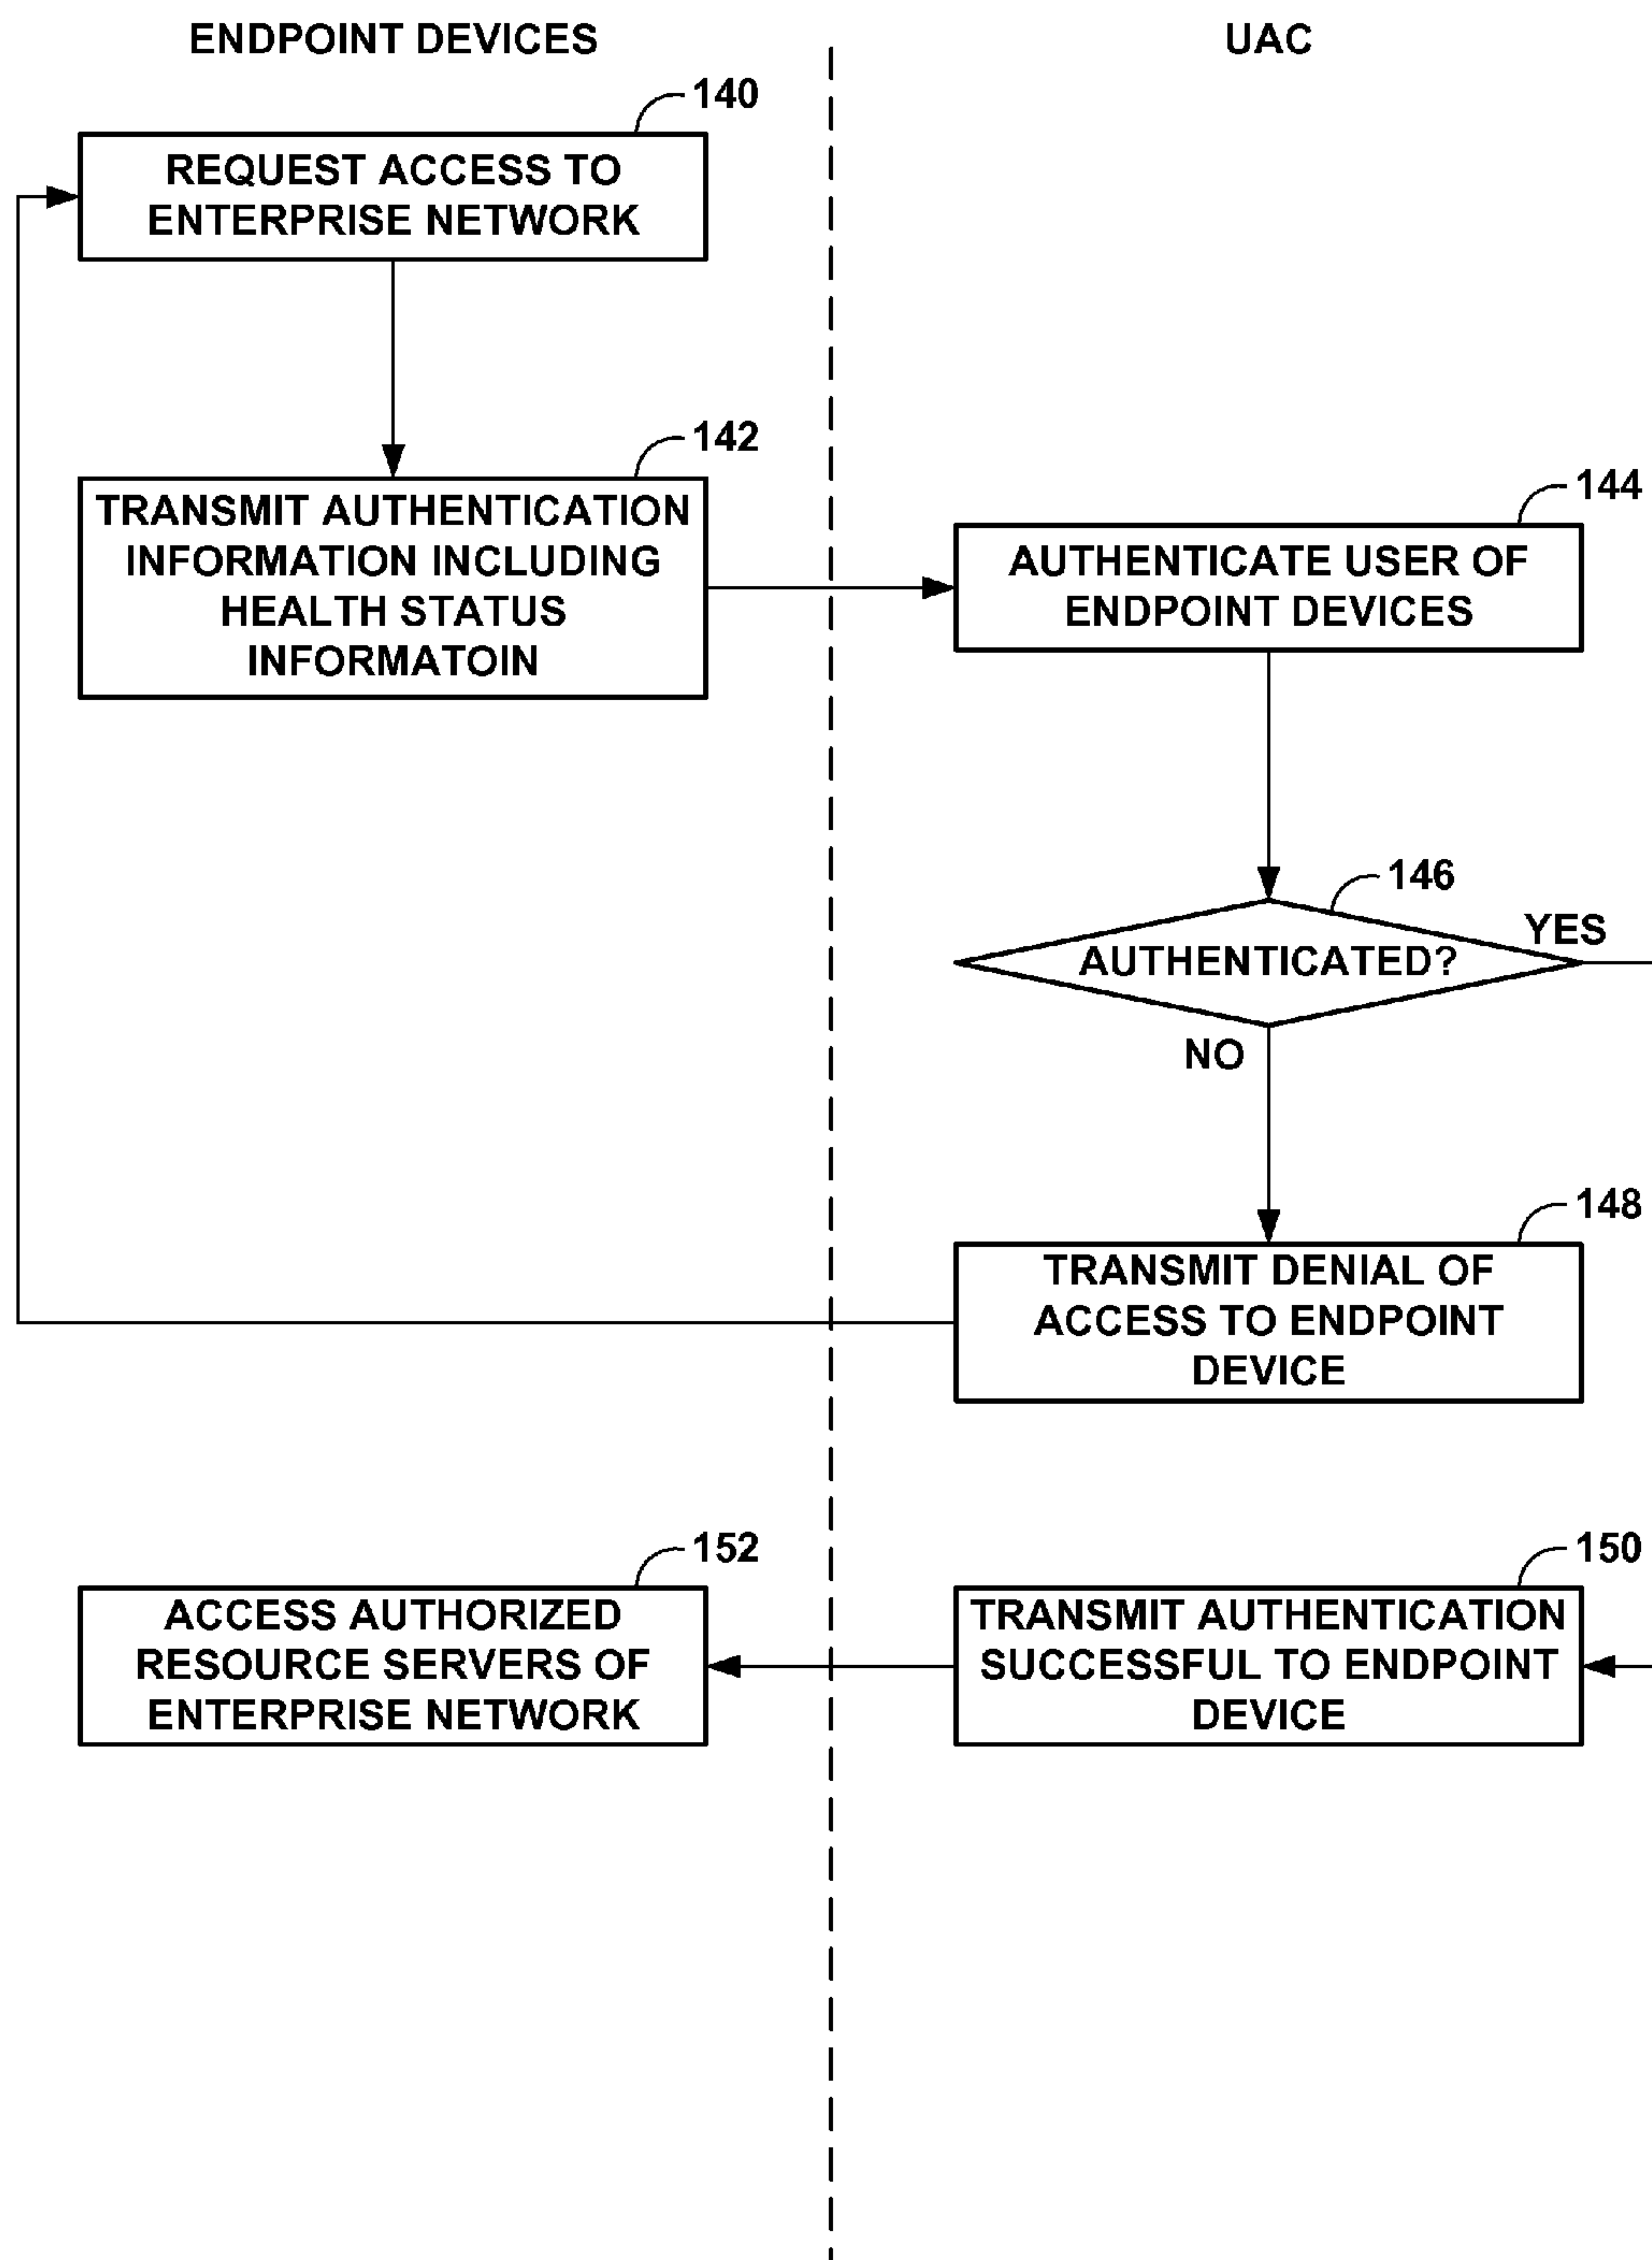 ENDPOINT DEVICES
UAC
140
REQUEST ACCESS TO
ENTERPRISE NETWORK
142
TRANSMIT AUTHENTICATION
INFORMATION INCLUDING
HEALTH STATUS
INFORMATOIN
144
AUTHENTICATE USER OF
ENDPOINT DEVICES
146
AUTHENTICATED?
YES
NO
148
TRANSMIT DENIAL OF
ACCESS TO ENDPOINT
DEVICE
150
TRANSMIT AUTHENTICATION
SUCCESSFUL TO ENDPOINT
DEVICE
152
ACCESS AUTHORIZED
RESOURCE SERVERS OF
ENTERPRISE NETWORK